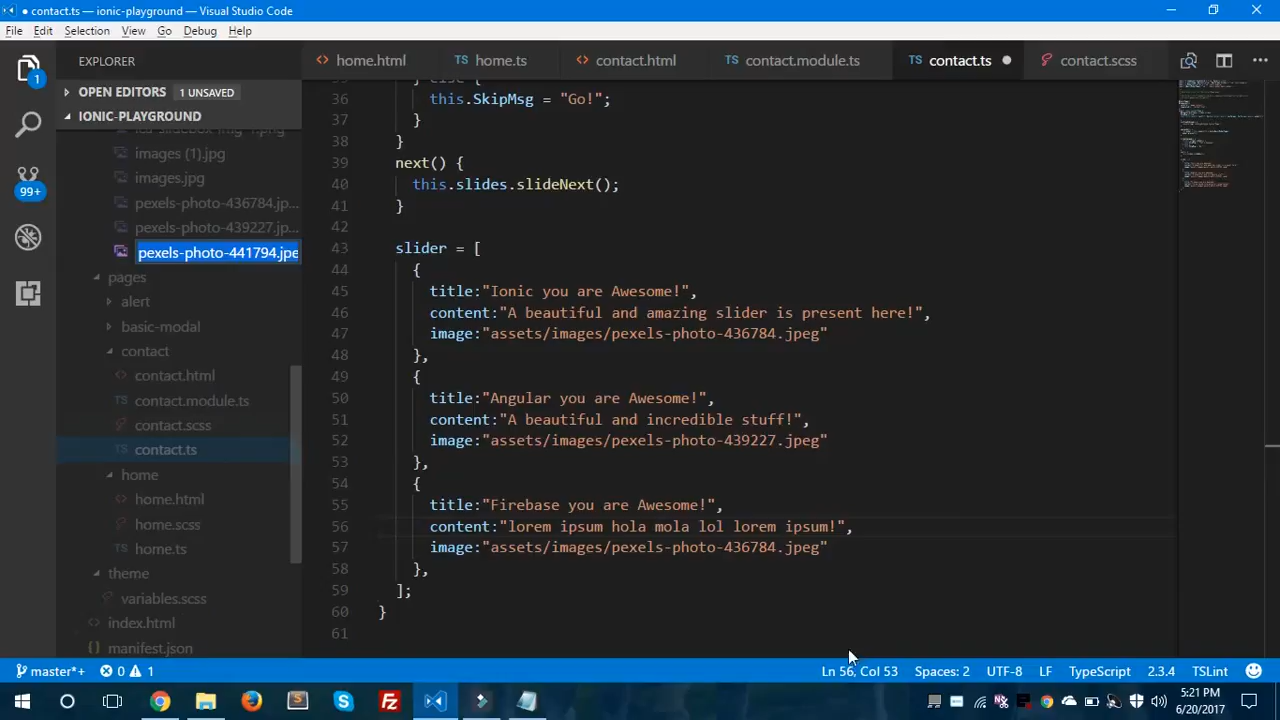 contact.ts — ionic-playground — Visual Studio Code
File Edit Selection View Go Debug Help
EXPLORER
home.html
TS home.ts
contact.html
TS contact.module.ts
TS contact.ts
contact.scss
1
99+
OPEN EDITORS 1 UNSAVED
IONIC-PLAYGROUND
images (1).jpg
images.jpg
pexels-photo-436784.jp...
pexels-photo-439227.jp...
pexels-photo-441794.jpe
pages
alert
basic-modal
contact
contact.html
TS contact.module.ts
contact.scss
TS contact.ts
home
home.html
home.scss
TS home.ts
theme
variables.scss
index.html
manifest.json
} else {
36 this.SkipMsg = "Go!";
37 }
38 }
39 next() {
40 this.slides.slideNext();
41 }
42
43 slider = [
44 {
45 title:"Ionic you are Awesome!",
46 content:"A beautiful and amazing slider is present here!",
47 image:"assets/images/pexels-photo-436784.jpeg"
48 },
49 {
50 title:"Angular you are Awesome!",
51 content:"A beautiful and incredible stuff!",
52 image:"assets/images/pexels-photo-439227.jpeg"
53 },
54 {
55 title:"Firebase you are Awesome!",
56 content:"lorem ipsum hola mola lol lorem ipsum!",
57 image:"assets/images/pexels-photo-436784.jpeg"
58 },
59 ];
60 }
61
master*+ 0 1 Ln 56, Col 53 Spaces: 2 UTF-8 LF TypeScript 2.3.4 TSLint
5:21 PM
6/20/2017